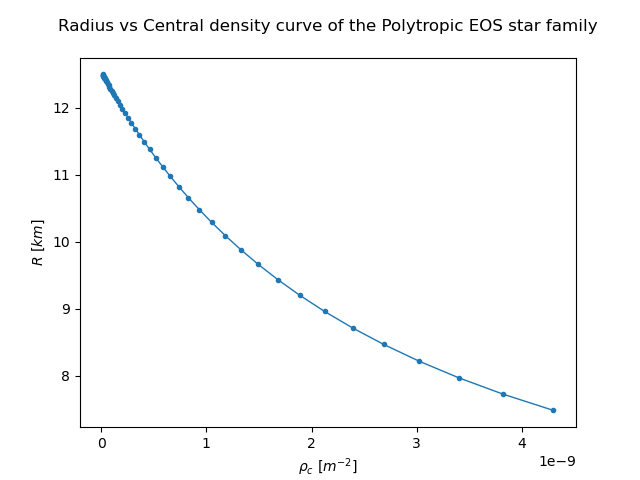 Radius vs Central density curve of the Polytropic EOS star family
12
11
10
9
8
R [km]
0 1 2 3 4
1e−9
ρc [m−2]